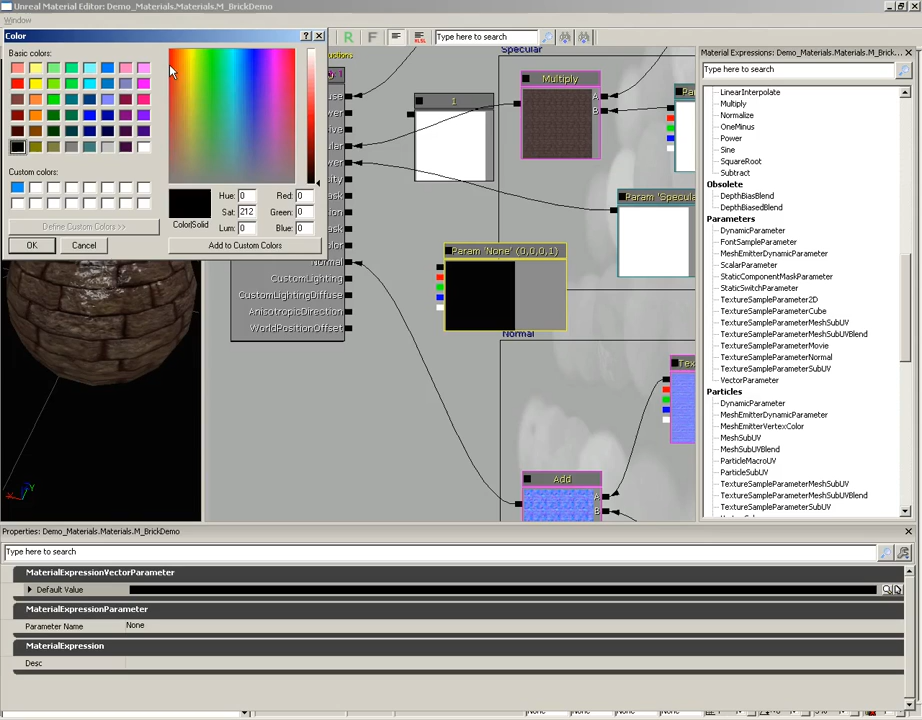 Unreal Material Editor: Demo_Materials.Materials.M_BrickDemo
Window
Color
Basic colors:
Custom colors:
Define Custom Colors >>
OK
Cancel
Color|Solid
Hue: 0
Sat: 212
Lum: 0
Red: 0
Green: 0
Blue: 0
Add to Custom Colors
R
F
HLSL
Type here to search
Specular
Multiply
A
B
1
Param 'Specula
Param 'None' (0,0,0,1)
Normal
CustomLighting
CustomLightingDiffuse
AnisotropicDirection
WorldPositionOffset
Normal
Add
A
B
Material Expressions: Demo_Materials.Materials.M_Brick...
Type here to search
LinearInterpolate
Multiply
Normalize
OneMinus
Power
Sine
SquareRoot
Subtract
Obsolete
DepthBiasBlend
DepthBiasedBlend
Parameters
DynamicParameter
FontSampleParameter
MeshEmitterDynamicParameter
ScalarParameter
StaticComponentMaskParameter
StaticSwitchParameter
TextureSampleParameter2D
TextureSampleParameterCube
TextureSampleParameterMeshSubUV
TextureSampleParameterMeshSubUVBlend
TextureSampleParameterMovie
TextureSampleParameterNormal
TextureSampleParameterSubUV
VectorParameter
Particles
DynamicParameter
MeshEmitterDynamicParameter
MeshEmitterVertexColor
MeshSubUV
MeshSubUVBlend
ParticleMacroUV
ParticleSubUV
TextureSampleParameterMeshSubUV
TextureSampleParameterMeshSubUVBlend
TextureSampleParameterSubUV
Properties: Demo_Materials.Materials.M_BrickDemo
Type here to search
MaterialExpressionVectorParameter
Default Value
MaterialExpressionParameter
Parameter Name None
MaterialExpression
Desc